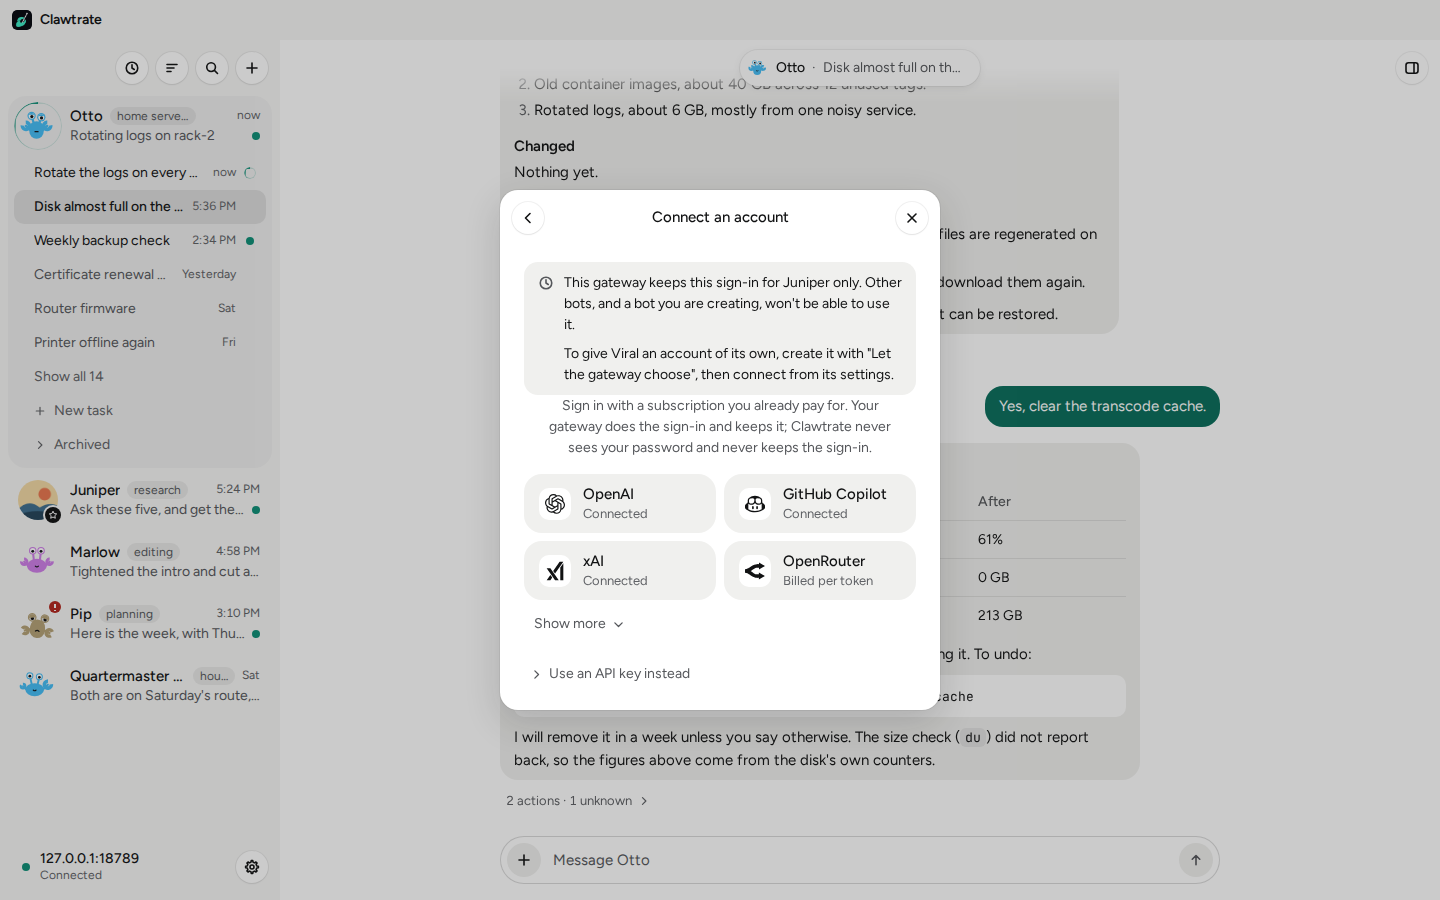 Clawtrate
Otto
home serve...
now
Rotating logs on rack-2
Rotate the logs on every ...
now
Disk almost full on the ...
5:36 PM
Weekly backup check
2:34 PM
Certificate renewal ...
Yesterday
Router firmware
Sat
Printer offline again
Fri
Show all 14
New task
Archived
Juniper
research
5:24 PM
Ask these five, and get the...
Marlow
editing
4:58 PM
Tightened the intro and cut a...
Pip
planning
3:10 PM
Here is the week, with Thu...
Quartermaster ...
hou...
Sat
Both are on Saturday's route,...
127.0.0.1:18789
Connected
Otto · Disk almost full on th...
2. Old container images, about 40 GB across 12 unused tags.
3. Rotated logs, about 6 GB, mostly from one noisy service.
Changed
Nothing yet.
files are regenerated on
download them again.
t can be restored.
Yes, clear the transcode cache.
After
61%
0 GB
213 GB
ng it. To undo:
cache
I will remove it in a week unless you say otherwise. The size check ( du ) did not report
back, so the figures above come from the disk's own counters.
2 actions · 1 unknown
Message Otto
Connect an account
This gateway keeps this sign-in for Juniper only. Other
bots, and a bot you are creating, won't be able to use
it.
To give Viral an account of its own, create it with "Let
the gateway choose", then connect from its settings.
Sign in with a subscription you already pay for. Your
gateway does the sign-in and keeps it; Clawtrate never
sees your password and never keeps the sign-in.
OpenAI
Connected
GitHub Copilot
Connected
xAI
Connected
OpenRouter
Billed per token
Show more
Use an API key instead